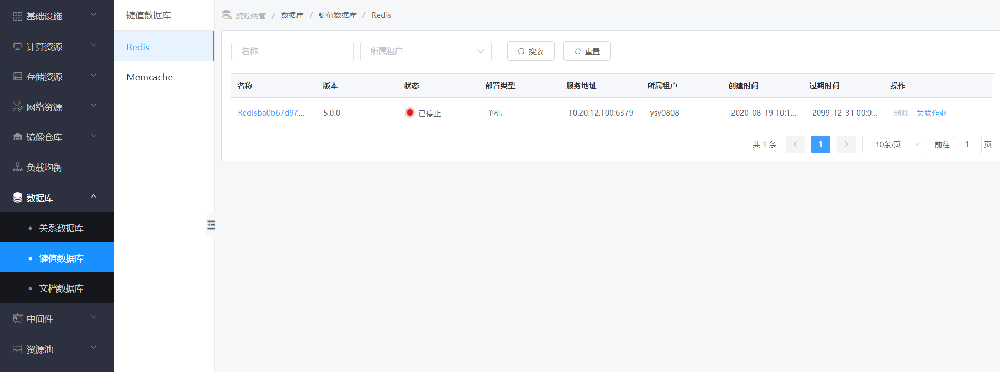 基础设施
计算资源
存储资源
网络资源
镜像仓库
负载均衡
数据库
关系数据库
键值数据库
文档数据库
中间件
资源池
键值数据库
Redis
Memcache
资源纳管 / 数据库 / 键值数据库 / Redis
名称 所属租户 搜索 重置
名称 版本 状态 部署类型 服务地址 所属租户 创建时间 过期时间 操作
Redisba0b67d97... 5.0.0 已停止 单机 10.20.12.100:6379 ysy0808 2020-08-19 10:1... 2099-12-31 00:0... 删除 关联作业
共 1 条 1 10条/页 前往 1 页